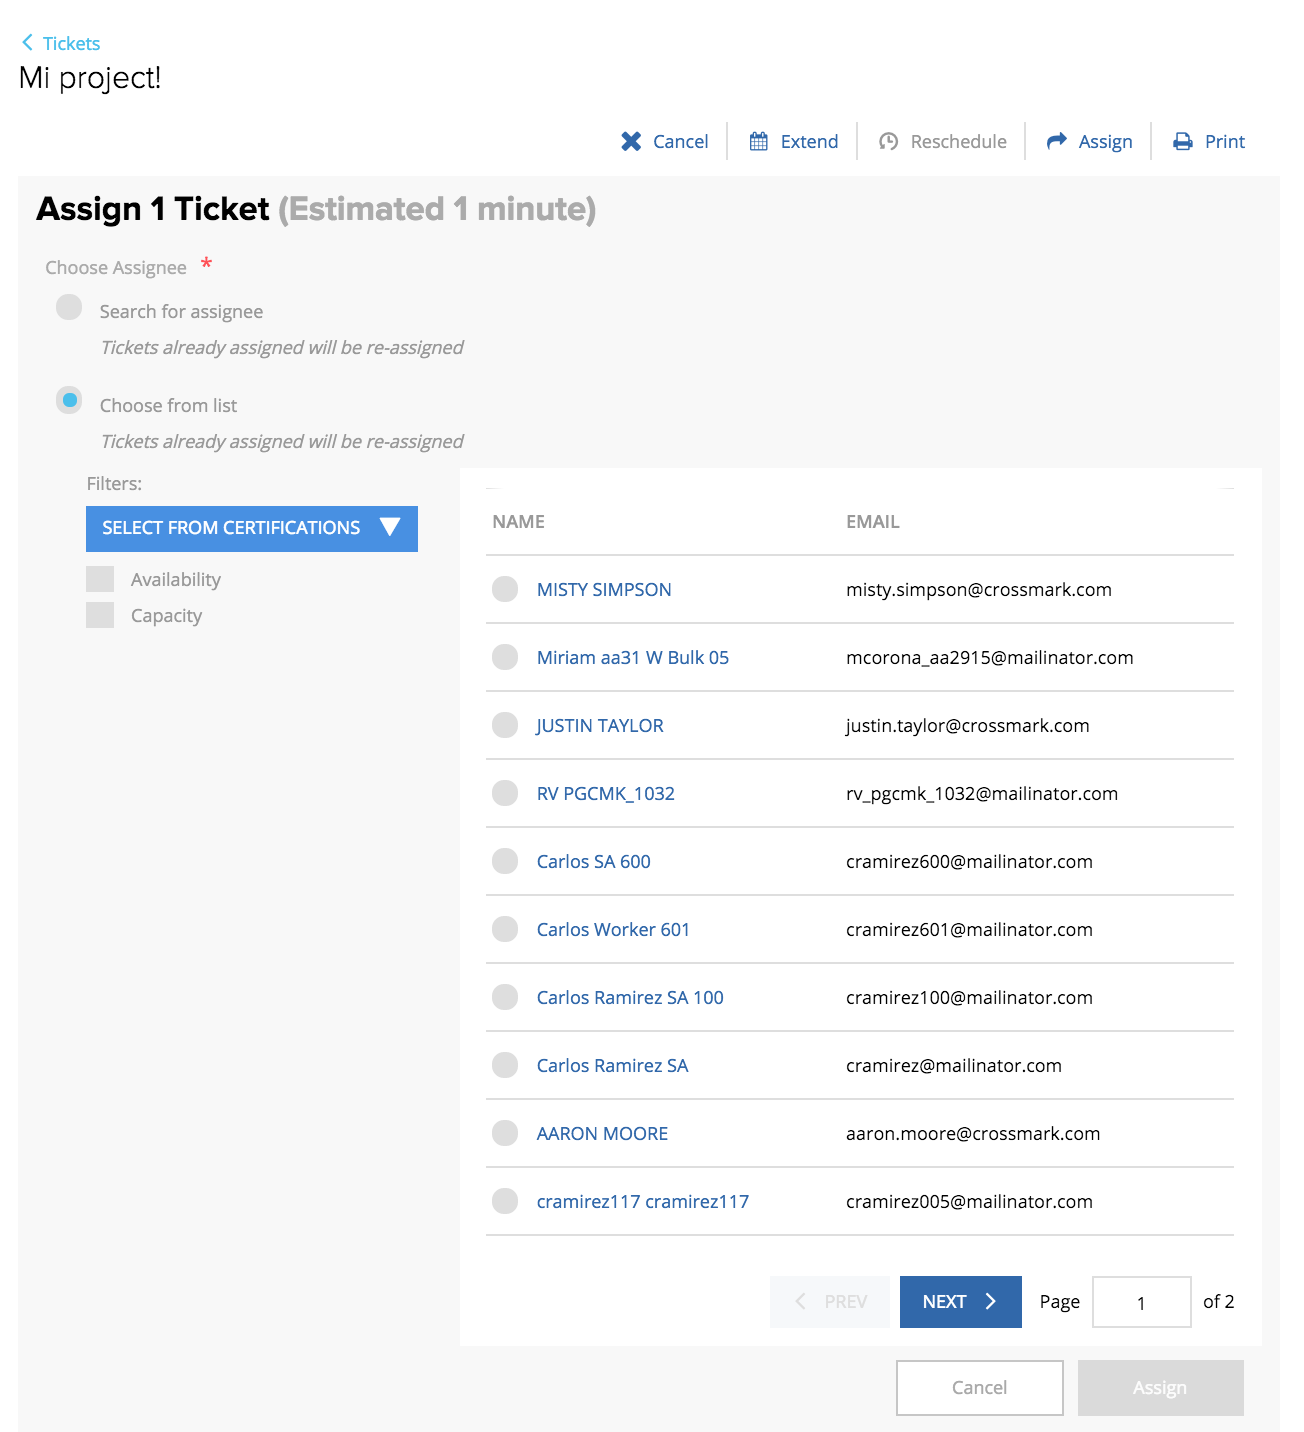 Tickets
Mi project!
Cancel Extend Reschedule Assign Print
Assign 1 Ticket (Estimated 1 minute)
Choose Assignee *
Search for assignee
Tickets already assigned will be re-assigned
Choose from list
Tickets already assigned will be re-assigned
Filters:
SELECT FROM CERTIFICATIONS
Availability
Capacity
NAME EMAIL
MISTY SIMPSON misty.simpson@crossmark.com
Miriam aa31 W Bulk 05 mcorona_aa2915@mailinator.com
JUSTIN TAYLOR justin.taylor@crossmark.com
RV PGCMK_1032 rv_pgcmk_1032@mailinator.com
Carlos SA 600 cramirez600@mailinator.com
Carlos Worker 601 cramirez601@mailinator.com
Carlos Ramirez SA 100 cramirez100@mailinator.com
Carlos Ramirez SA cramirez@mailinator.com
AARON MOORE aaron.moore@crossmark.com
cramirez117 cramirez117 cramirez005@mailinator.com
PREV NEXT Page 1 of 2
Cancel Assign